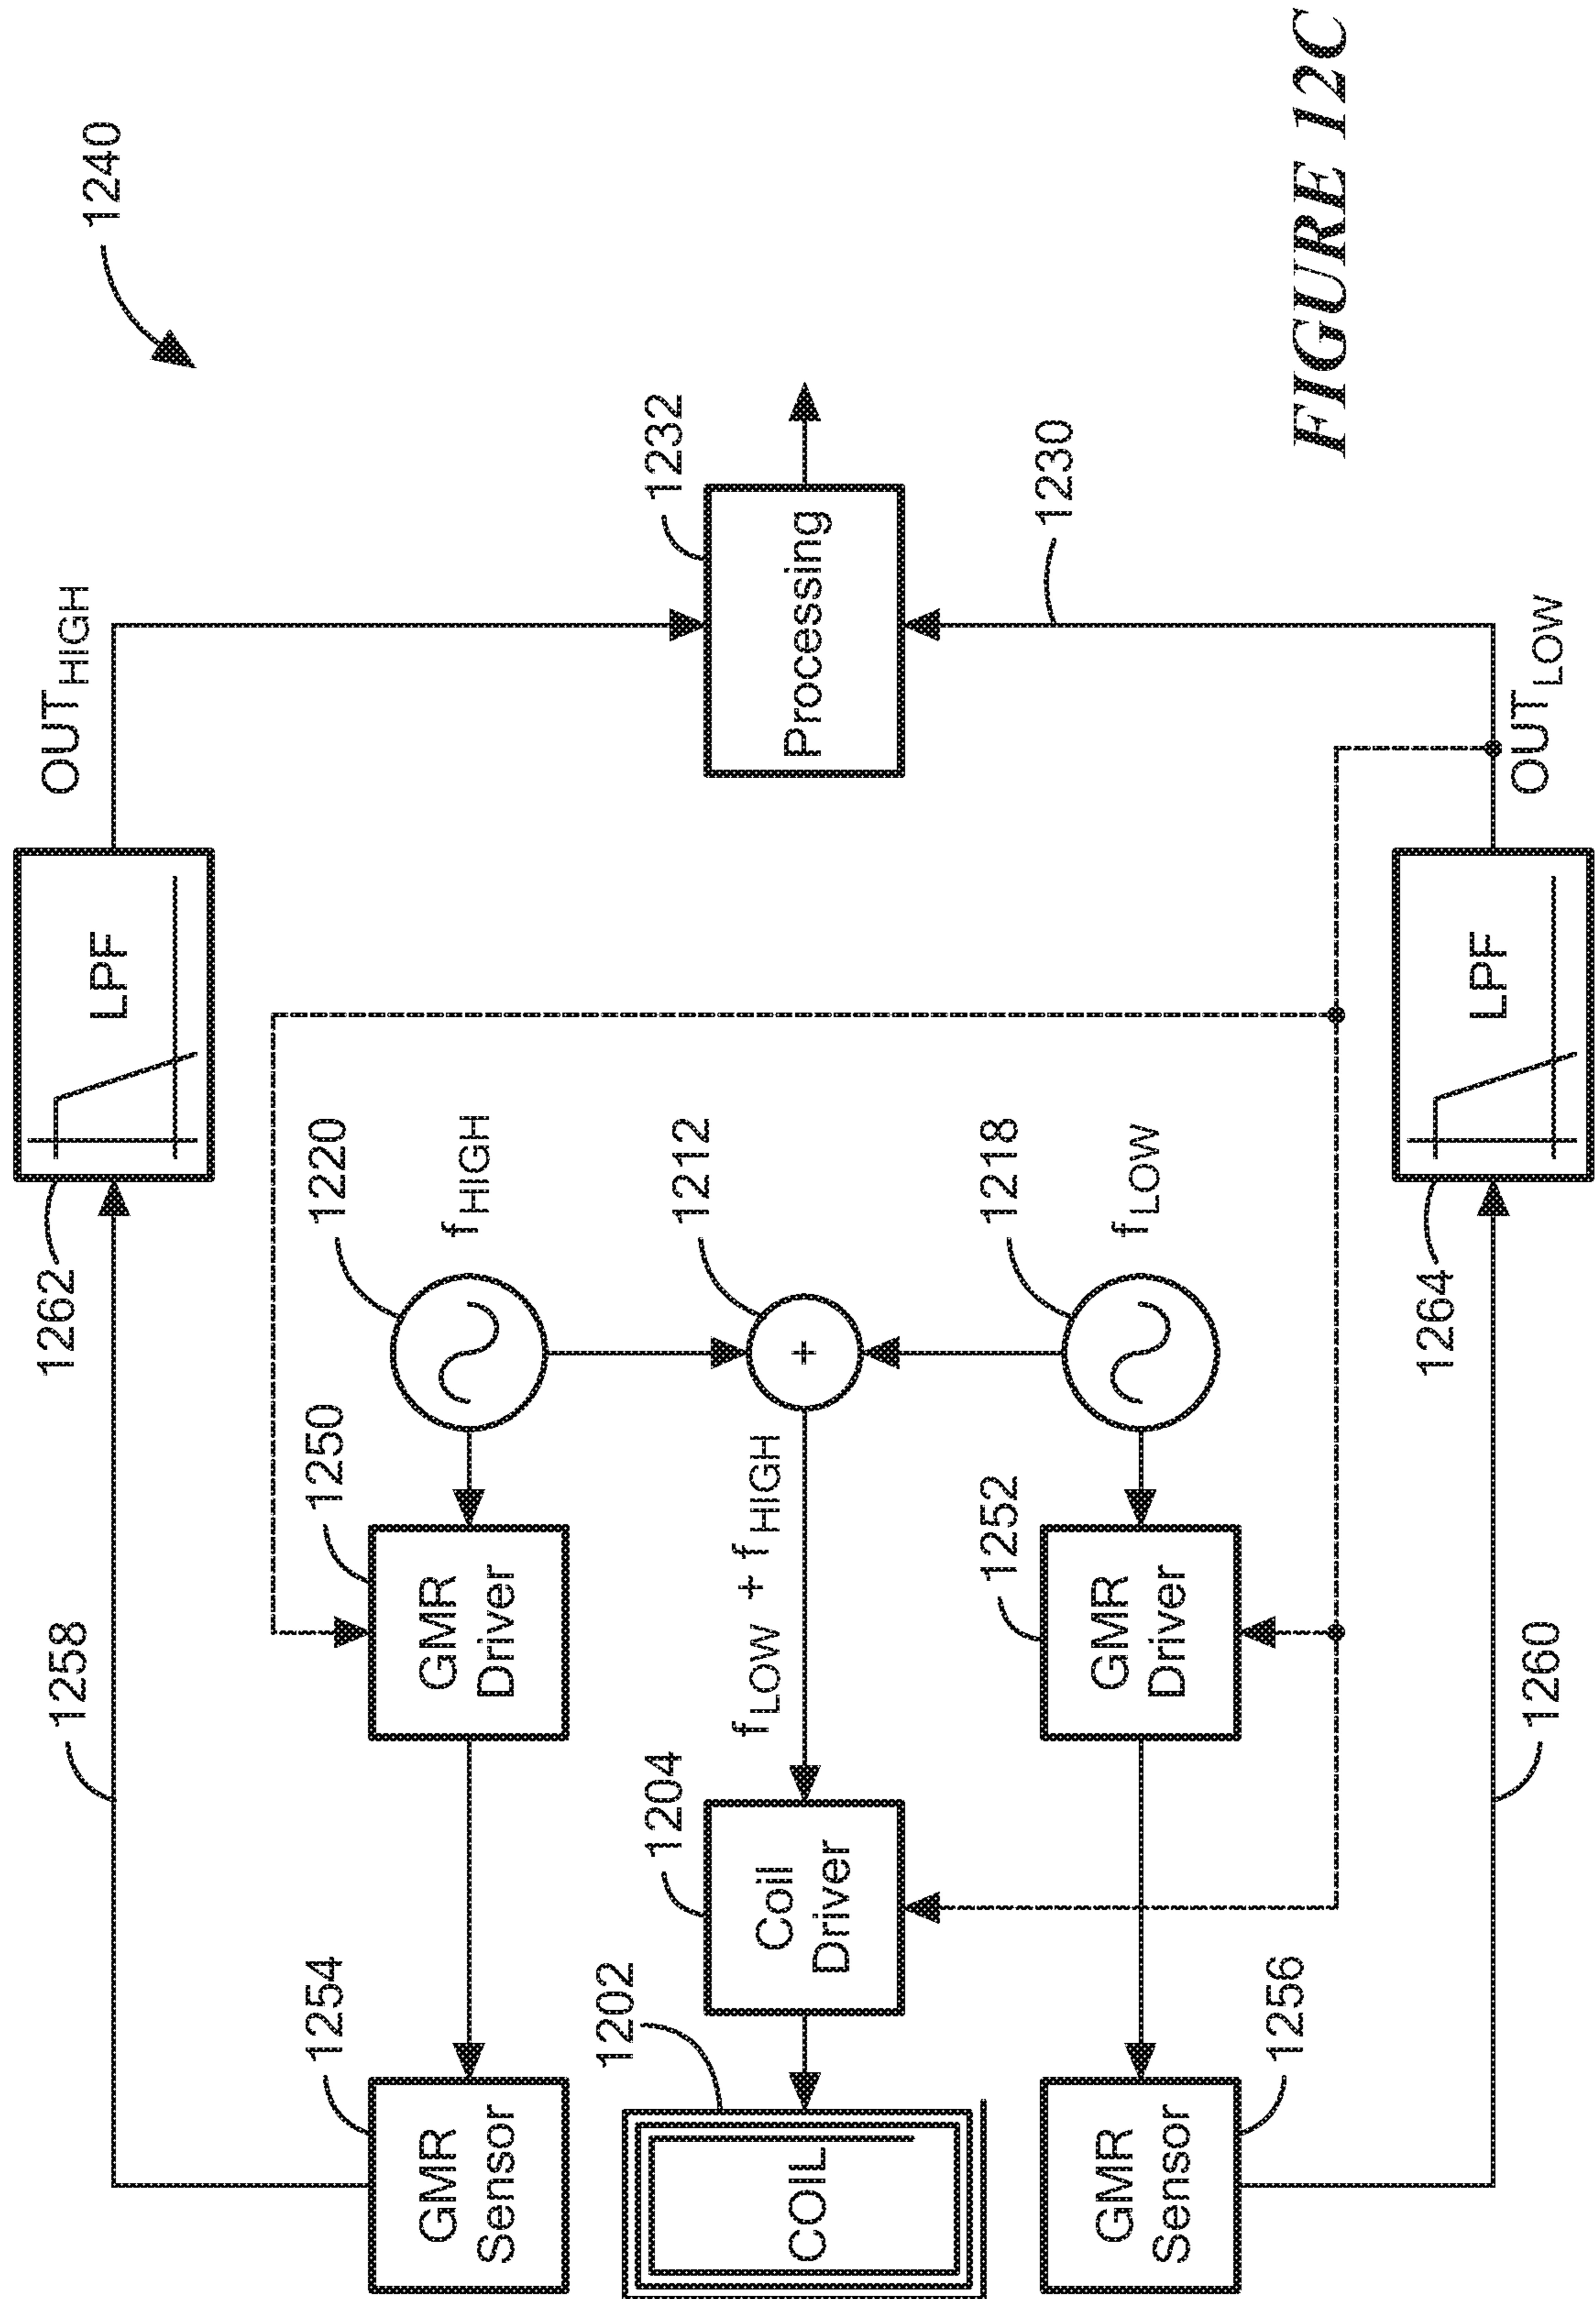 1240
OUT HIGH
LPF
1262
1258
1220
f HIGH
1250
GMR
Driver
1254
GMR
Sensor
1232
Processing
1212
+
f LOW + f HIGH
1204
Coil
Driver
1202
COIL
1230
1218
f LOW
1252
GMR
Driver
1256
GMR
Sensor
OUT LOW
LPF
1264
1260
FIGURE 12C